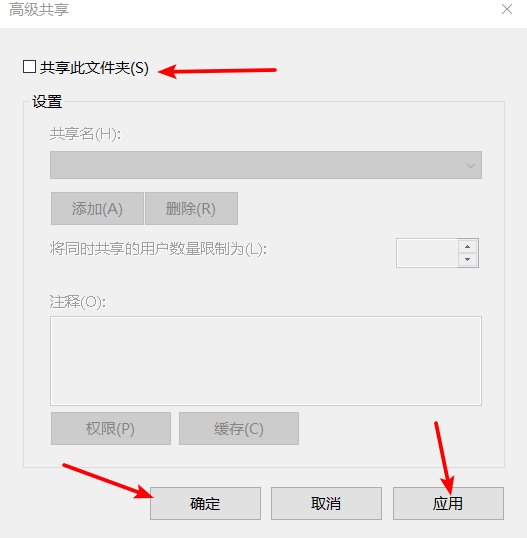 高级共享
共享此文件夹(S)
设置
共享名(H):
添加(A) 删除(R)
将同时共享的用户数量限制为(L):
注释(O):
权限(P) 缓存(C)
确定 取消 应用